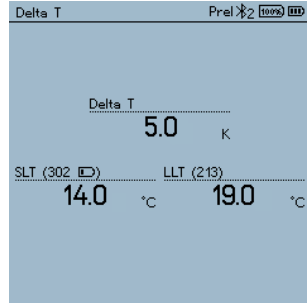 Delta T Prel 2 100%
Delta T
5.0 K
SLT (302 ) LLT (213)
14.0 °C 19.0 °C